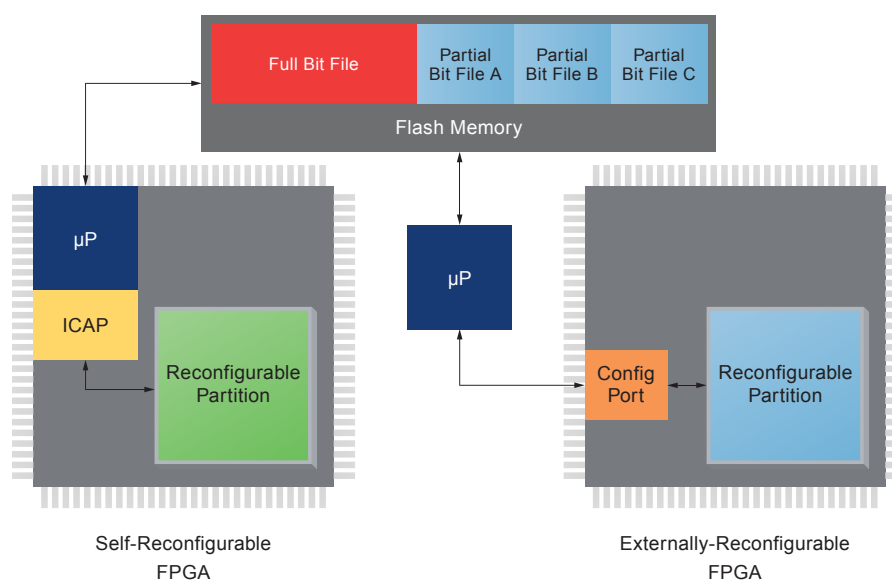 Full Bit File
Partial
Bit File A
Partial
Bit File B
Partial
Bit File C
Flash Memory
µP
ICAP
Reconfigurable
Partition
µP
Config
Port
Reconfigurable
Partition
Self-Reconfigurable
FPGA
Externally-Reconfigurable
FPGA